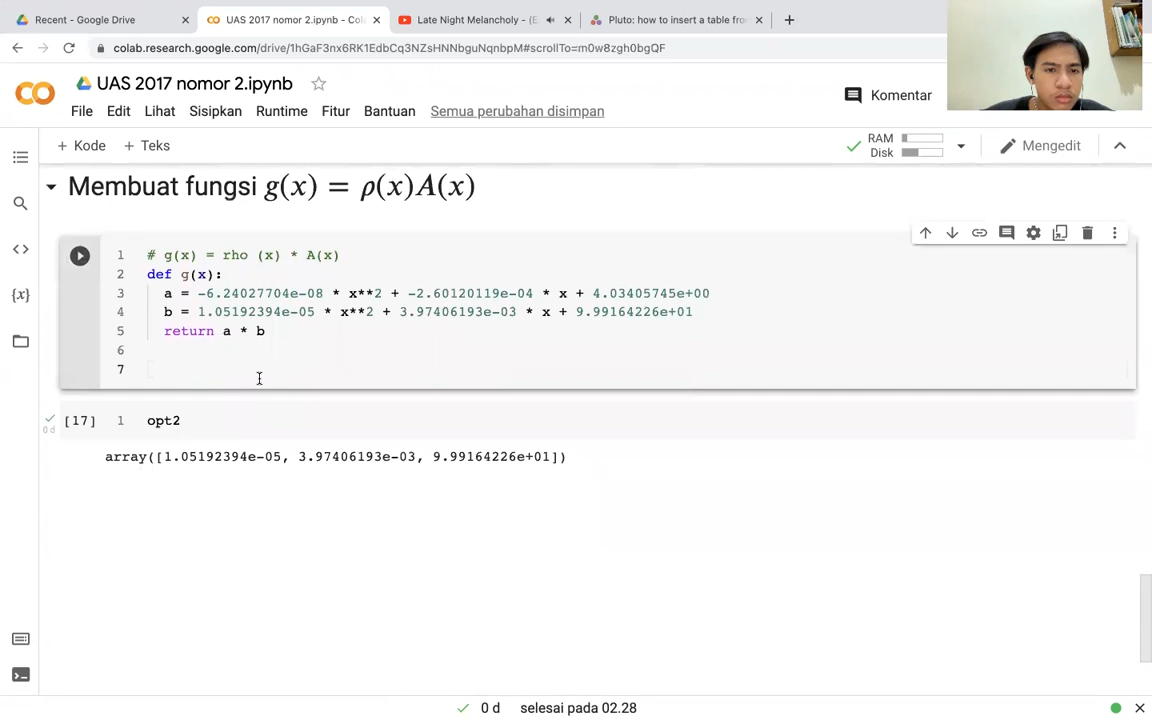 Recent - Google Drive
UAS 2017 nomor 2.ipynb - Co
Late Night Melancholy - (E
Pluto: how to insert a table fro
colab.research.google.com/drive/1hGaF3nx6RK1EdbCq3NZsHNNbguNqnbpM#scrollTo=m0w8zgh0bgQF
UAS 2017 nomor 2.ipynb
File Edit Lihat Sisipkan Runtime Fitur Bantuan Semua perubahan disimpan
Komentar
+ Kode + Teks
RAM
Disk
Mengedit
Membuat fungsi g(x) = ρ(x)A(x)
1 # g(x) = rho (x) * A(x)
2 def g(x):
3 a = -6.24027704e-08 * x**2 + -2.60120119e-04 * x + 4.03405745e+00
4 b = 1.05192394e-05 * x**2 + 3.97406193e-03 * x + 9.99164226e+01
5 return a * b
6
7
0 d
[17] 1 opt2
array([1.05192394e-05, 3.97406193e-03, 9.99164226e+01])
0 d selesai pada 02.28